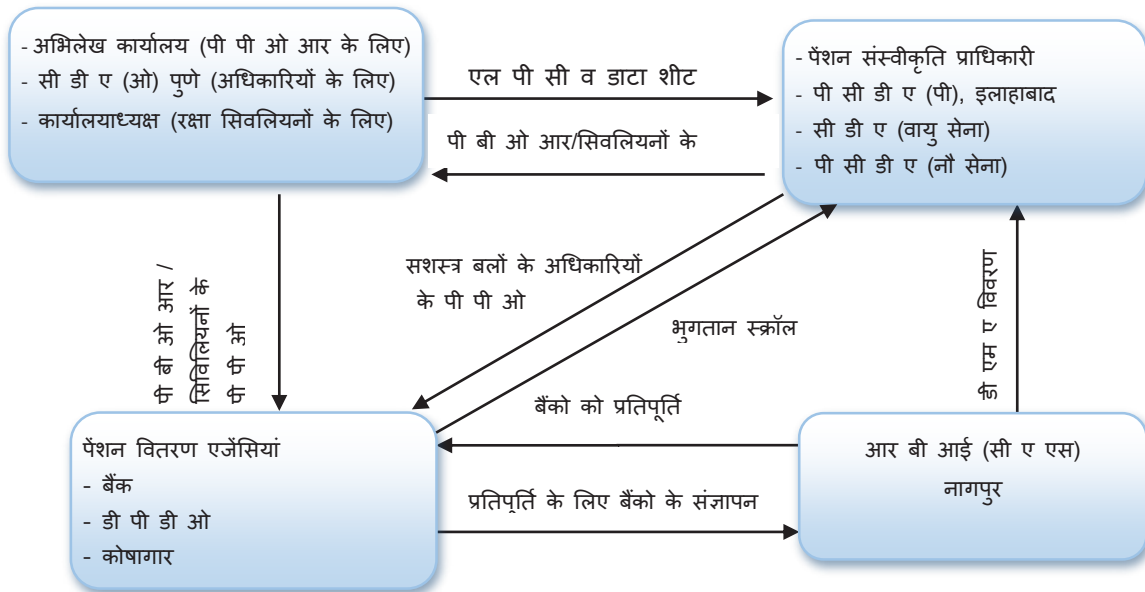 - अभिलेख कार्यालय (पी पी ओ आर के लिए)
- सी डी ए (ओ) पुणे (अधिकारियों के लिए)
- कार्यालयाध्यक्ष (रक्षा सिवलियनों के लिए)
एल पी सी व डाटा शीट
पी बी ओ आर/सिवलियनों के
- पेंशन संस्वीकृति प्राधिकारी
- पी सी डी ए (पी), इलाहाबाद
- सी डी ए (वायु सेना)
- पी सी डी ए (नौ सेना)
पी बी ओ आर /
सिविलियनों के
पी पी ओ
सशस्त्र बलों के अधिकारियों
के पी पी ओ
भुगतान स्क्रॉल
डी एम ए विवरण
बैंको को प्रतिपूर्ति
पेंशन वितरण एजेंसियां
- बैंक
- डी पी डी ओ
- कोषागार
प्रतिपूर्ति के लिए बैंको के संज्ञापन
आर बी आई (सी ए एस)
नागपुर